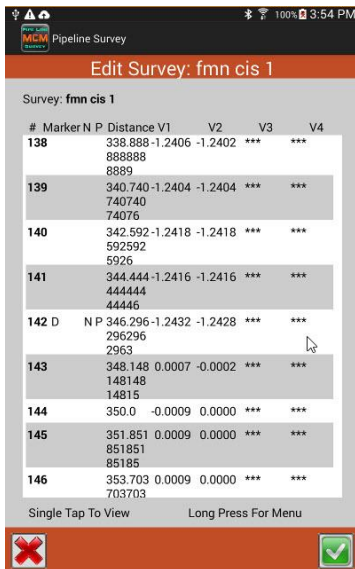 100% 3:54 PM
PIPE LINE
MCM
SURVEY
Pipeline Survey
Edit Survey: fmn cis 1
Survey: fmn cis 1
# Marker N P Distance V1 V2 V3 V4
138 338.888 -1.2406 -1.2402 *** ***
888888
8889
139 340.740 -1.2404 -1.2404 *** ***
740740
74076
140 342.592 -1.2418 -1.2418 *** ***
592592
5926
141 344.444 -1.2416 -1.2416 *** ***
444444
44446
142 D N P 346.296 -1.2432 -1.2428 *** ***
296296
2963
143 348.148 0.0007 -0.0002 *** ***
148148
14815
144 350.0 -0.0009 0.0000 *** ***
145 351.851 0.0009 0.0000 *** ***
851851
85185
146 353.703 0.0009 0.0000 *** ***
703703
Single Tap To View Long Press For Menu